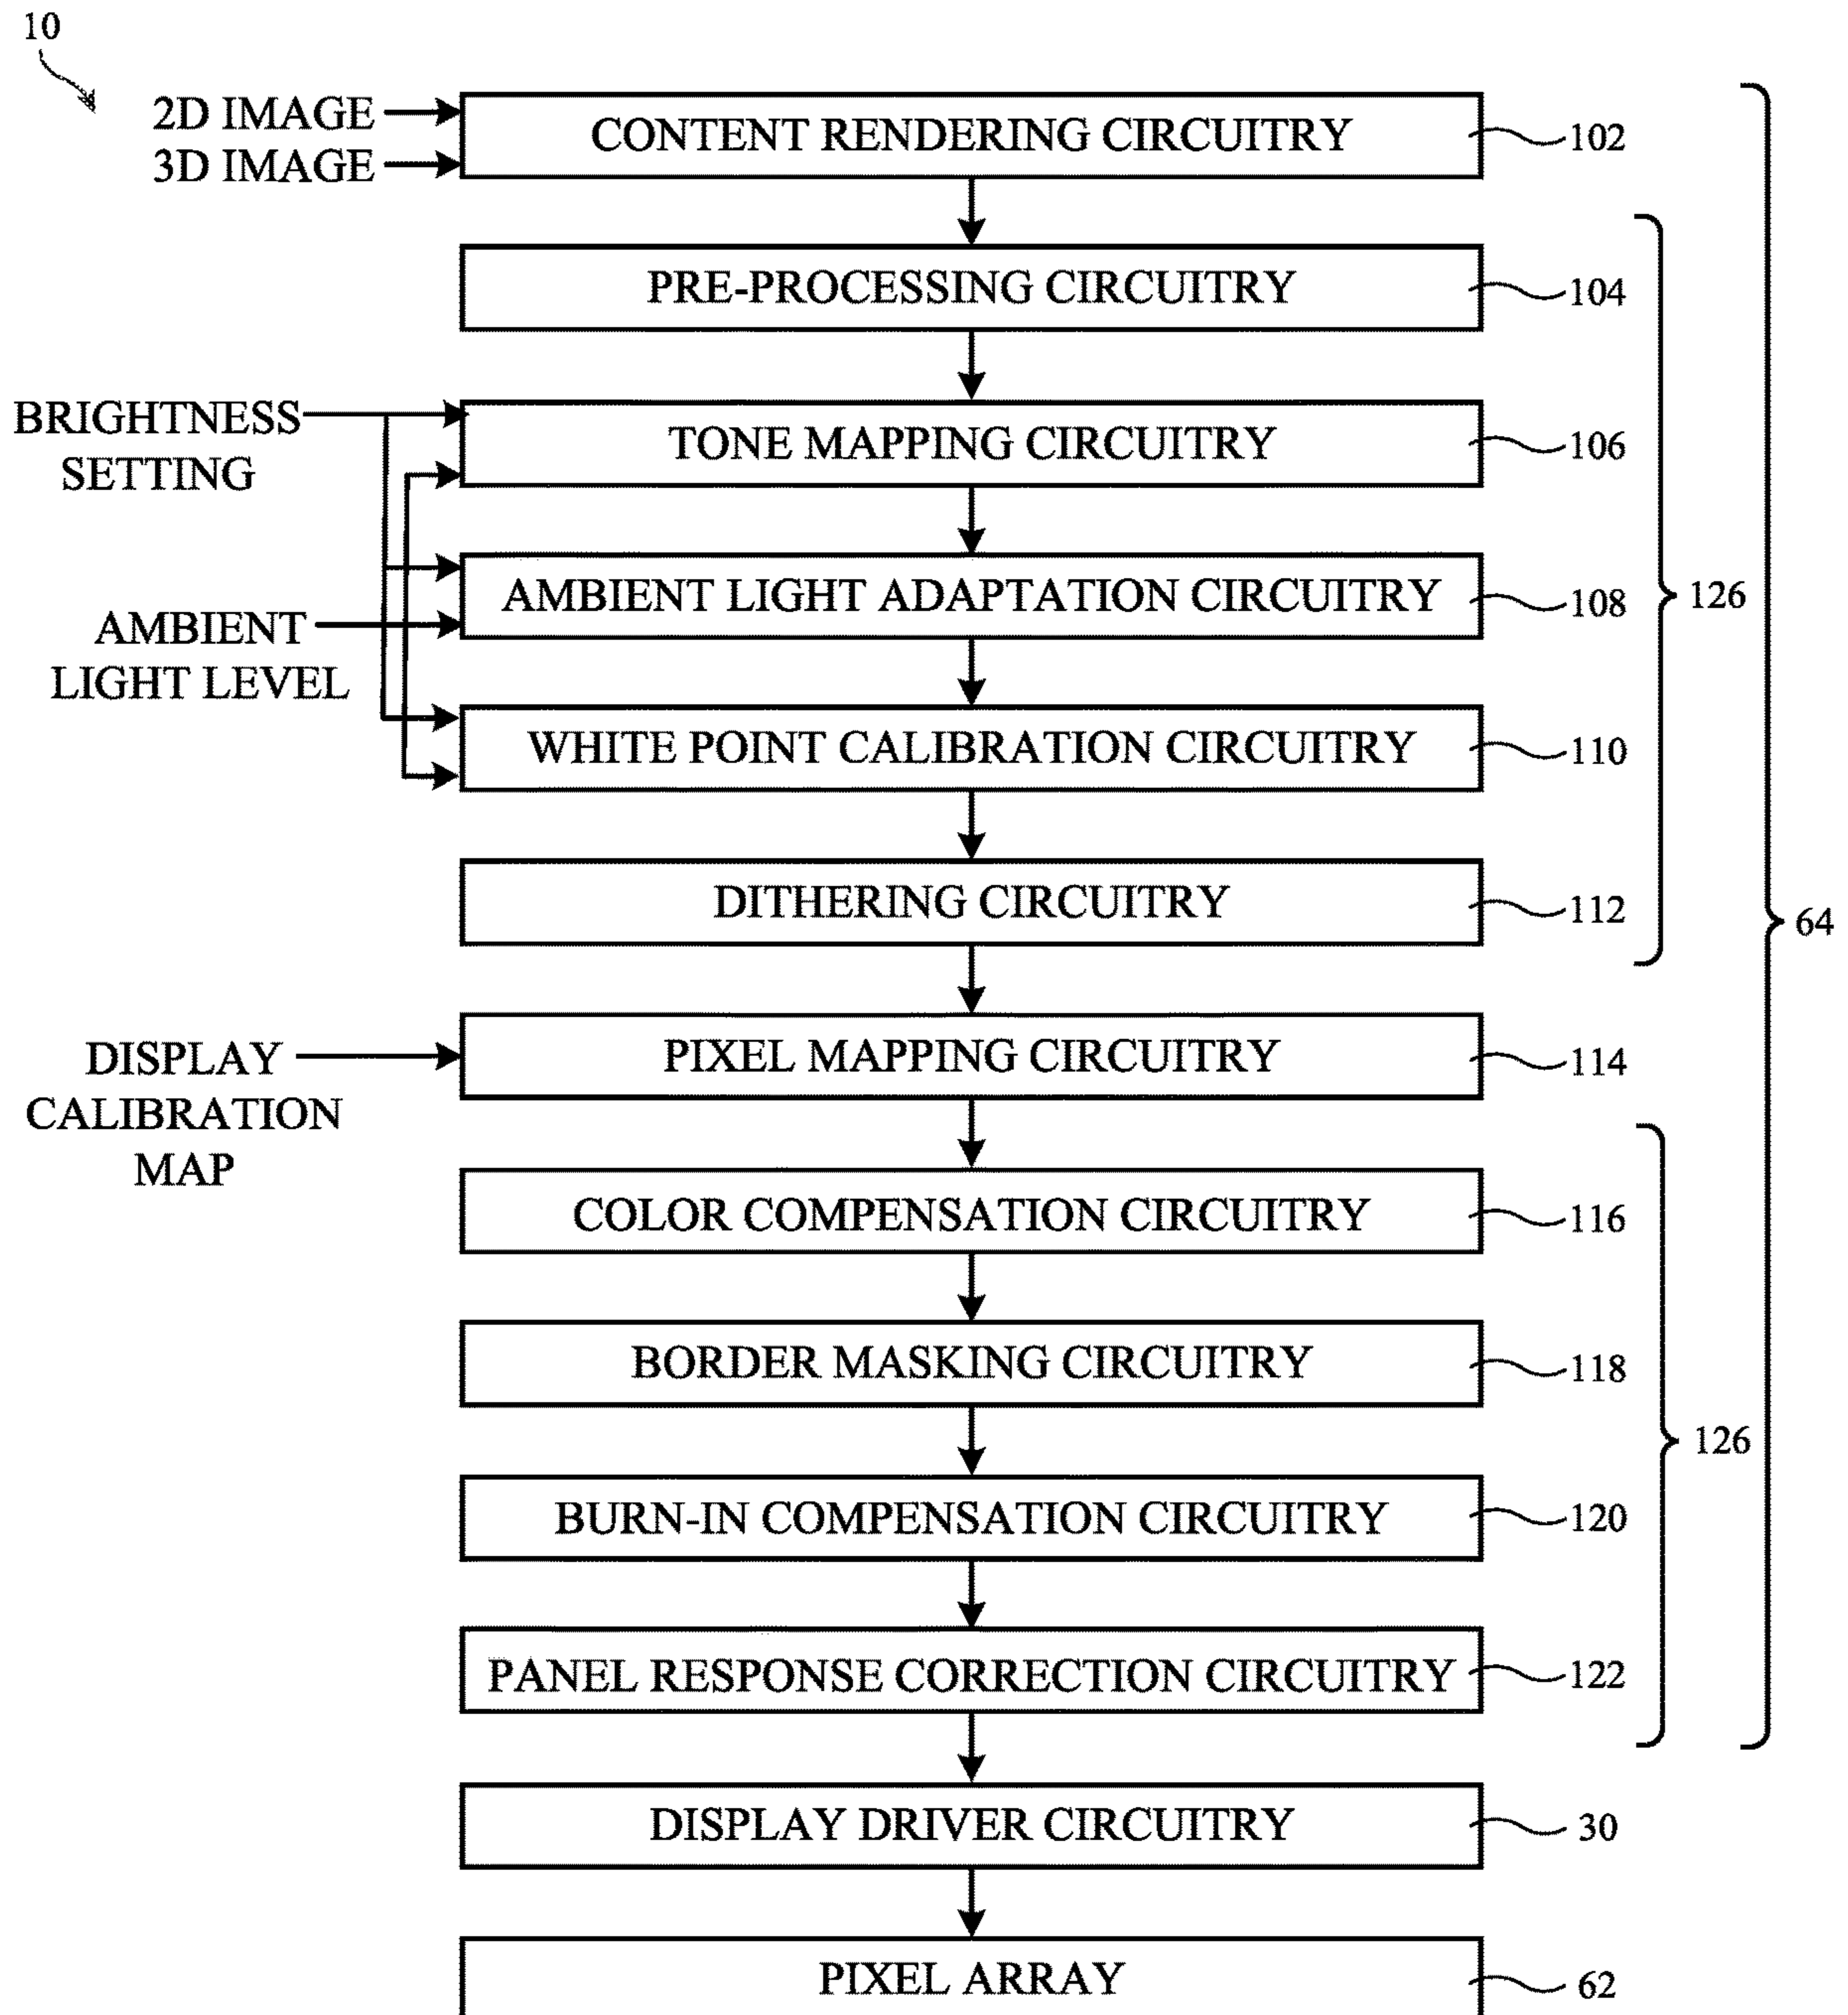 10
2D IMAGE
3D IMAGE
CONTENT RENDERING CIRCUITRY
102
PRE-PROCESSING CIRCUITRY
104
BRIGHTNESS
SETTING
TONE MAPPING CIRCUITRY
106
AMBIENT LIGHT ADAPTATION CIRCUITRY
108
126
AMBIENT
LIGHT LEVEL
WHITE POINT CALIBRATION CIRCUITRY
110
DITHERING CIRCUITRY
112
64
DISPLAY
CALIBRATION
MAP
PIXEL MAPPING CIRCUITRY
114
COLOR COMPENSATION CIRCUITRY
116
BORDER MASKING CIRCUITRY
118
126
BURN-IN COMPENSATION CIRCUITRY
120
PANEL RESPONSE CORRECTION CIRCUITRY
122
DISPLAY DRIVER CIRCUITRY
30
PIXEL ARRAY
62